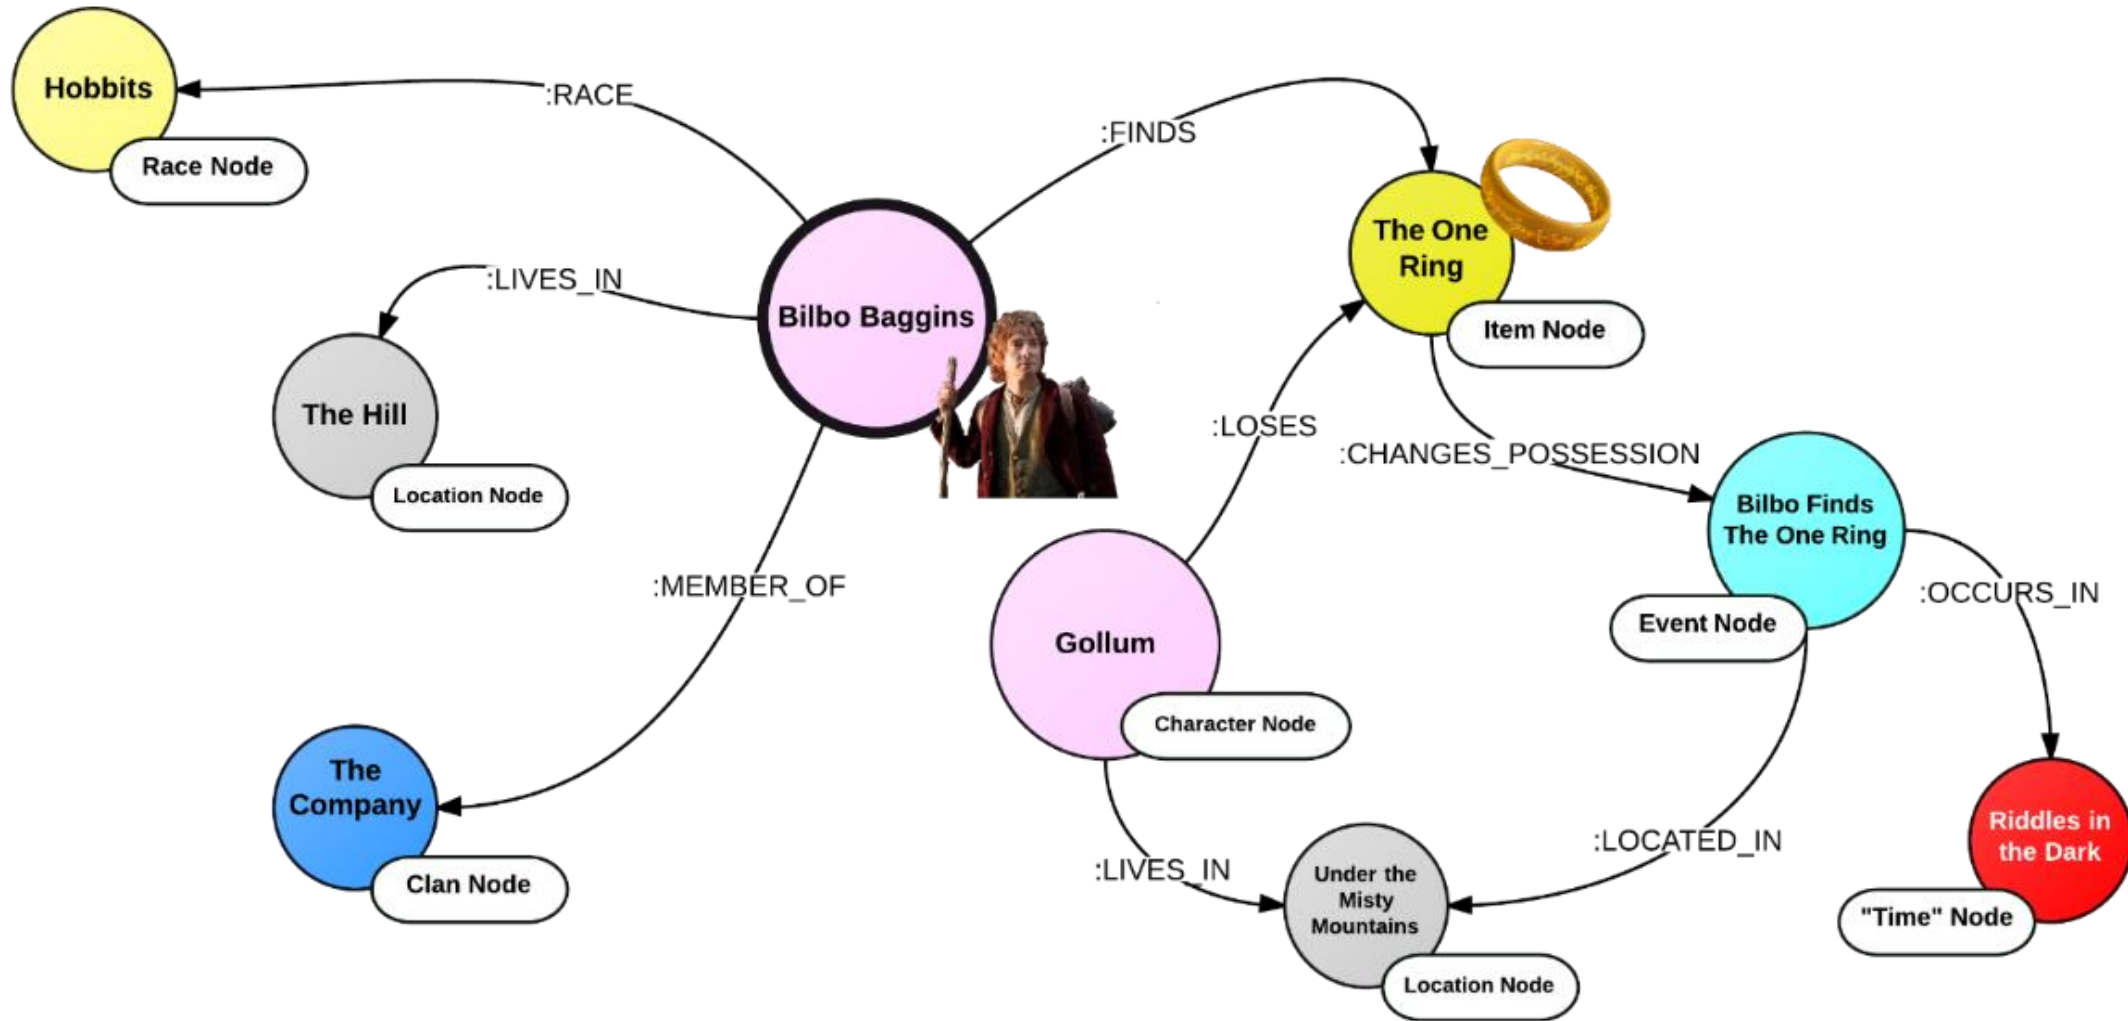 Hobbits
Race Node
:RACE
:FINDS
The One
Ring
Item Node
:LIVES_IN
Bilbo Baggins
The Hill
Location Node
:LOSES
:CHANGES_POSSESSION
Bilbo Finds
The One Ring
Event Node
:OCCURS_IN
:MEMBER_OF
Gollum
Character Node
The
Company
Clan Node
:LIVES_IN
Under the
Misty
Mountains
Location Node
:LOCATED_IN
Riddles in
the Dark
"Time" Node